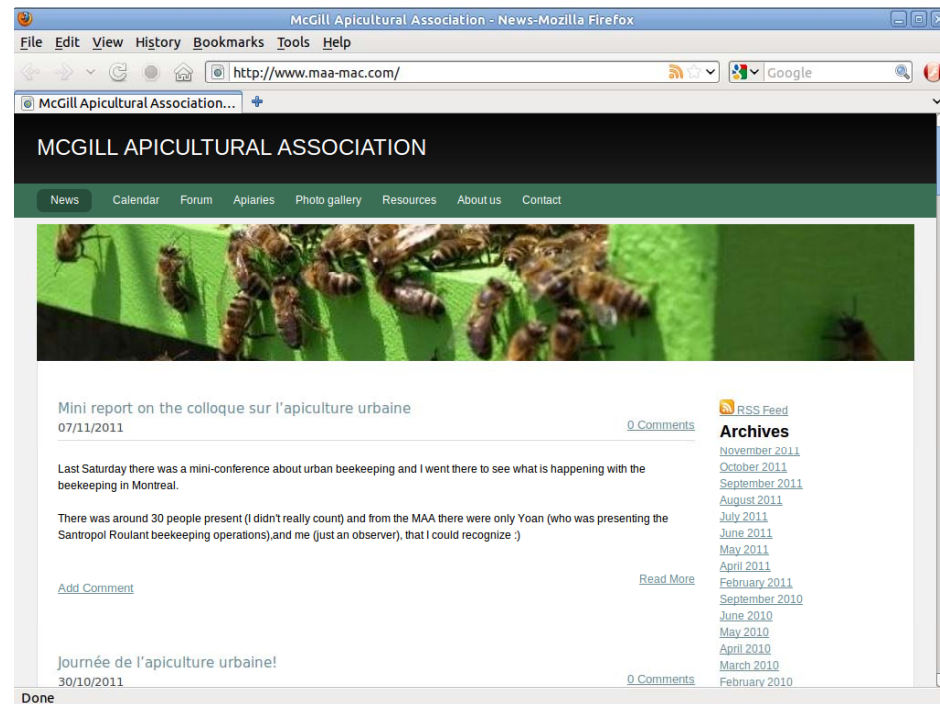 McGill Apicultural Association - News-Mozilla Firefox
File Edit View History Bookmarks Tools Help
http://www.maa-mac.com/
Google
McGill Apicultural Association...
MCGILL APICULTURAL ASSOCIATION
News Calendar Forum Apiaries Photo gallery Resources About us Contact
Mini report on the colloque sur l'apiculture urbaine
07/11/2011
0 Comments
Last Saturday there was a mini-conference about urban beekeeping and I went there to see what is happening with the
beekeeping in Montreal.
There was around 30 people present (I didn't really count) and from the MAA there were only Yoan (who was presenting the
Santropol Roulant beekeeping operations),and me (just an observer), that I could recognize :)
Read More
Add Comment
Journée de l'apiculture urbaine!
30/10/2011
0 Comments
RSS Feed
Archives
November 2011
October 2011
September 2011
August 2011
July 2011
June 2011
May 2011
April 2011
February 2011
September 2010
June 2010
May 2010
April 2010
March 2010
February 2010
Done